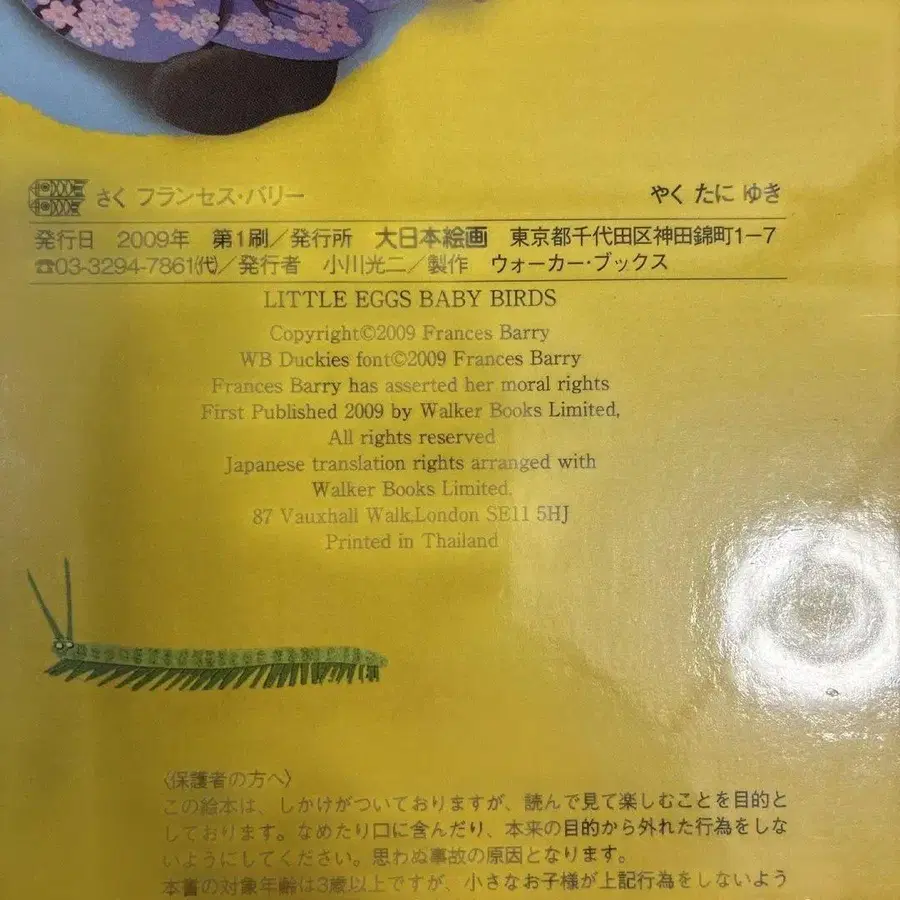 さく フランセス・バリー やく たに ゆき
発行日 2009年 第1刷/発行所 大日本絵画 東京都千代田区神田錦町1−7
☎03-3294-7861㈹/発行者 小川光二/製作 ウォーカー・ブックス
LITTLE EGGS BABY BIRDS
Copyright©2009 Frances Barry
WB Duckies font©2009 Frances Barry
Frances Barry has asserted her moral rights
First Published 2009 by Walker Books Limited,
All rights reserved
Japanese translation rights arranged with
Walker Books Limited.
87 Vauxhall Walk,London SE11 5HJ
Printed in Thailand
〈保護者の方へ〉
この絵本は、しかけがついておりますが、読んで見て楽しむことを目的と
しております。なめたり口に含んだり、本来の目的から外れた行為をしな
いようにしてください。思わぬ事故の原因となります。
本書の対象年齢は3歳以上ですが、小さなお子様が上記行為をしないよう